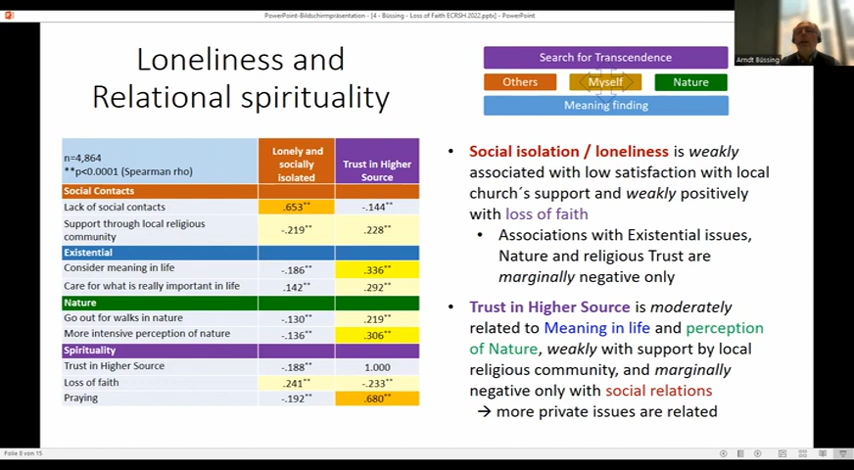 PowerPoint-Bildschirmpräsentation - [4 - Büssing - Loss of Faith ECRSH 2022.pptx] - PowerPoint
Arndt Büssing
Loneliness and
Relational spirituality
Search for Transcendence
Others Myself Nature
Meaning finding
n=4,864
**p<0.0001 (Spearman rho)
Lonely and
socially
isolated
Trust in Higher
Source
Social Contacts
Lack of social contacts .653** -.144**
Support through local religious
community -.219** .228**
Existential
Consider meaning in life -.186** .336**
Care for what is really important in life .142** .292**
Nature
Go out for walks in nature -.130** .219**
More intensive perception of nature -.136** .306**
Spirituality
Trust in Higher Source -.188** 1.000
Loss of faith .241** -.233**
Praying -.192** .680**
• Social isolation / loneliness is weakly
associated with low satisfaction with local
church´s support and weakly positively
with loss of faith
• Associations with Existential issues,
Nature and religious Trust are
marginally negative only
• Trust in Higher Source is moderately
related to Meaning in life and perception
of Nature, weakly with support by local
religious community, and marginally
negative only with social relations
→ more private issues are related
Folie 8 von 15